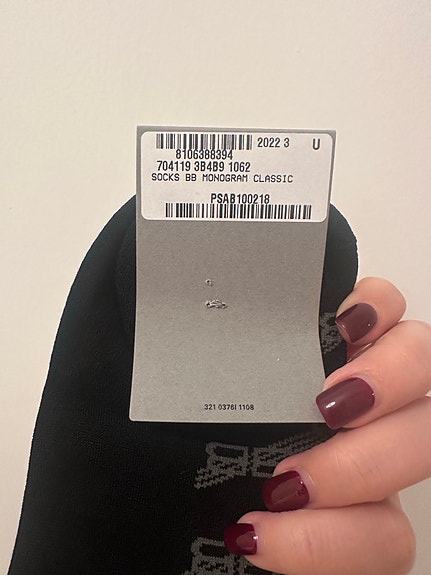 2022 3 U
8106388394
704119 3B4B9 1062
SOCKS BB MONOGRAM CLASSIC
PSAB100218
321 0376I 1108